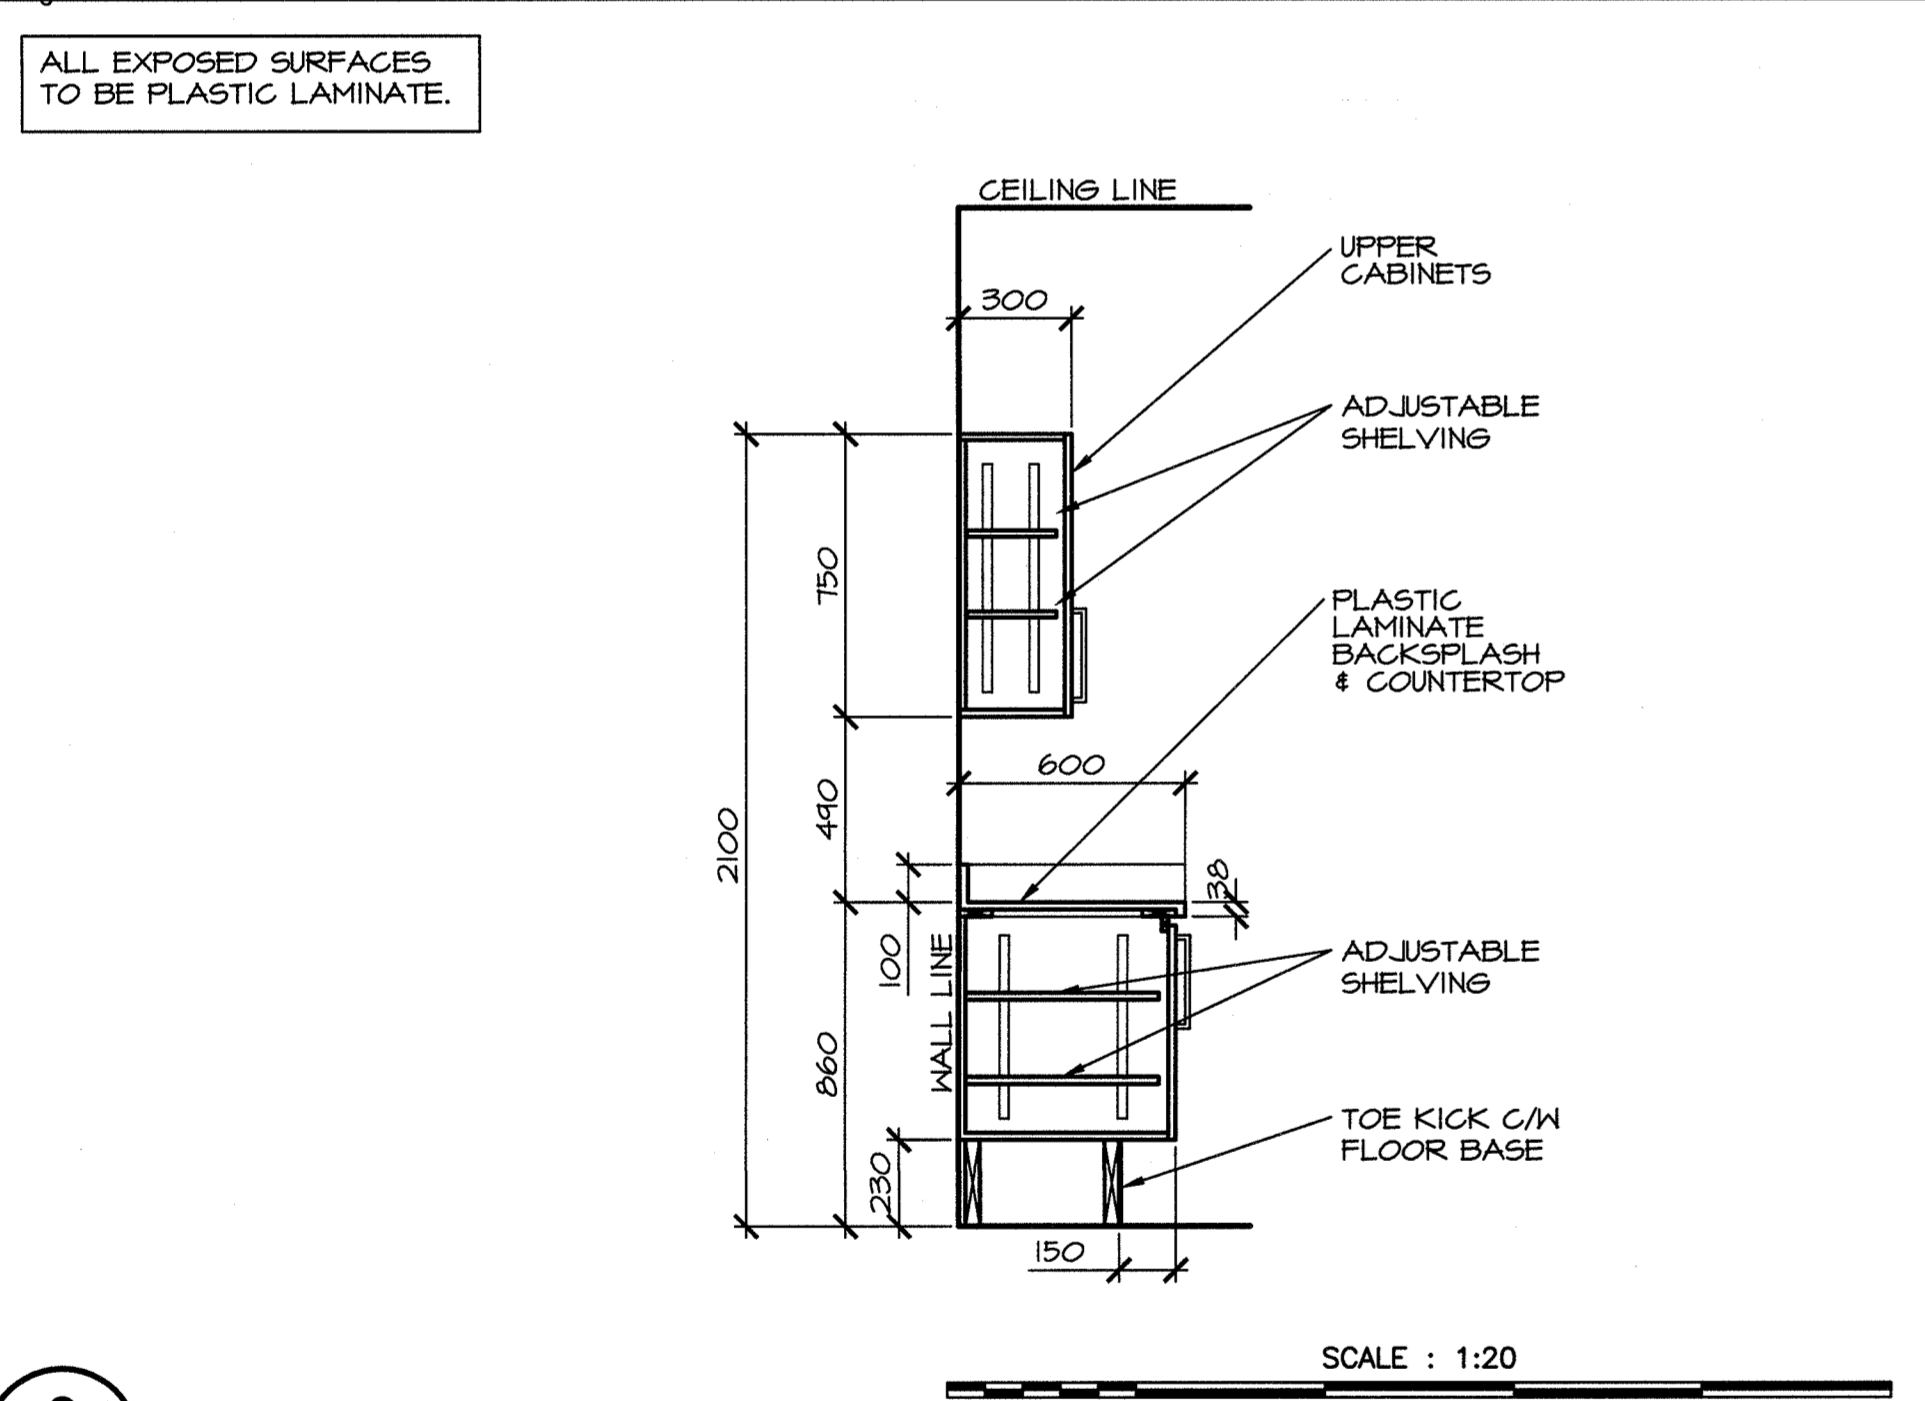 ALL EXPOSED SURFACES
TO BE PLASTIC LAMINATE.
CEILING LINE
UPPER
CABINETS
300
ADJUSTABLE
SHELVING
750
PLASTIC
LAMINATE
BACKSPLASH
& COUNTERTOP
600
490
2100
38
100
WALL LINE
ADJUSTABLE
SHELVING
860
TOE KICK C/W
FLOOR BASE
230
150
SCALE : 1:20